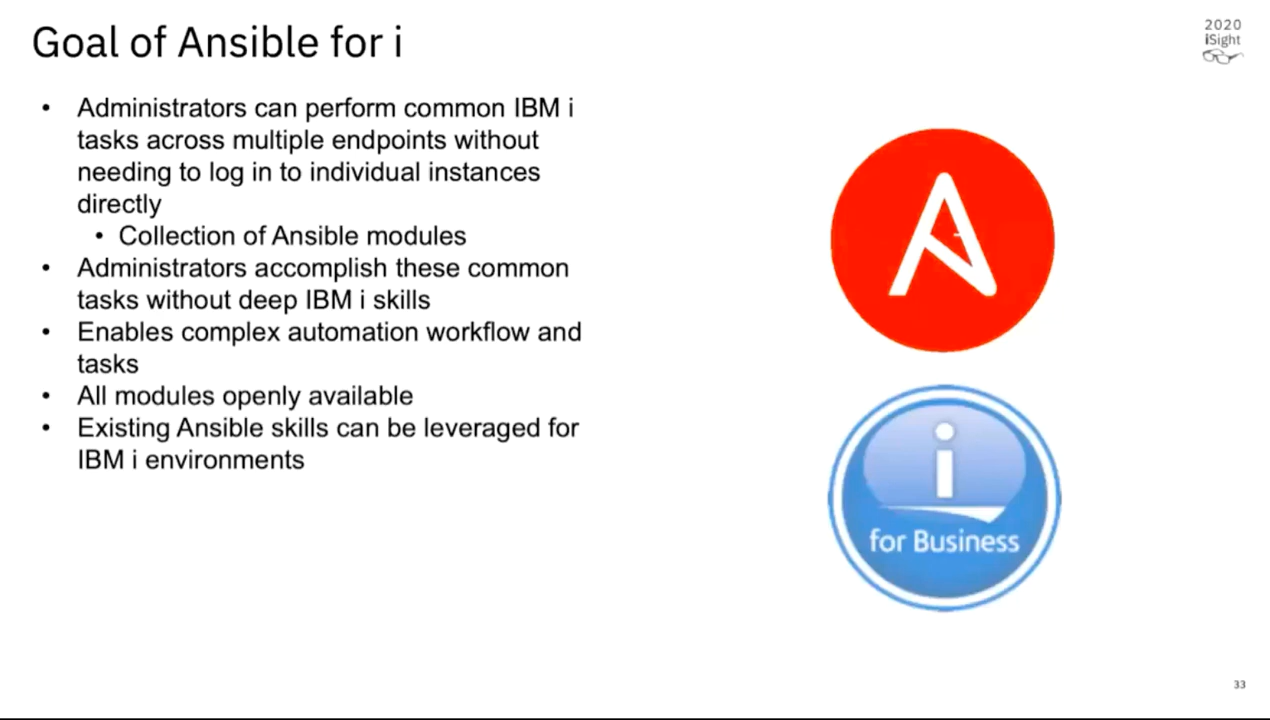 Goal of Ansible for i
2020
iSight
• Administrators can perform common IBM i
tasks across multiple endpoints without
needing to log in to individual instances
directly
• Collection of Ansible modules
• Administrators accomplish these common
tasks without deep IBM i skills
• Enables complex automation workflow and
tasks
• All modules openly available
• Existing Ansible skills can be leveraged for
IBM i environments
A
i
for Business
33